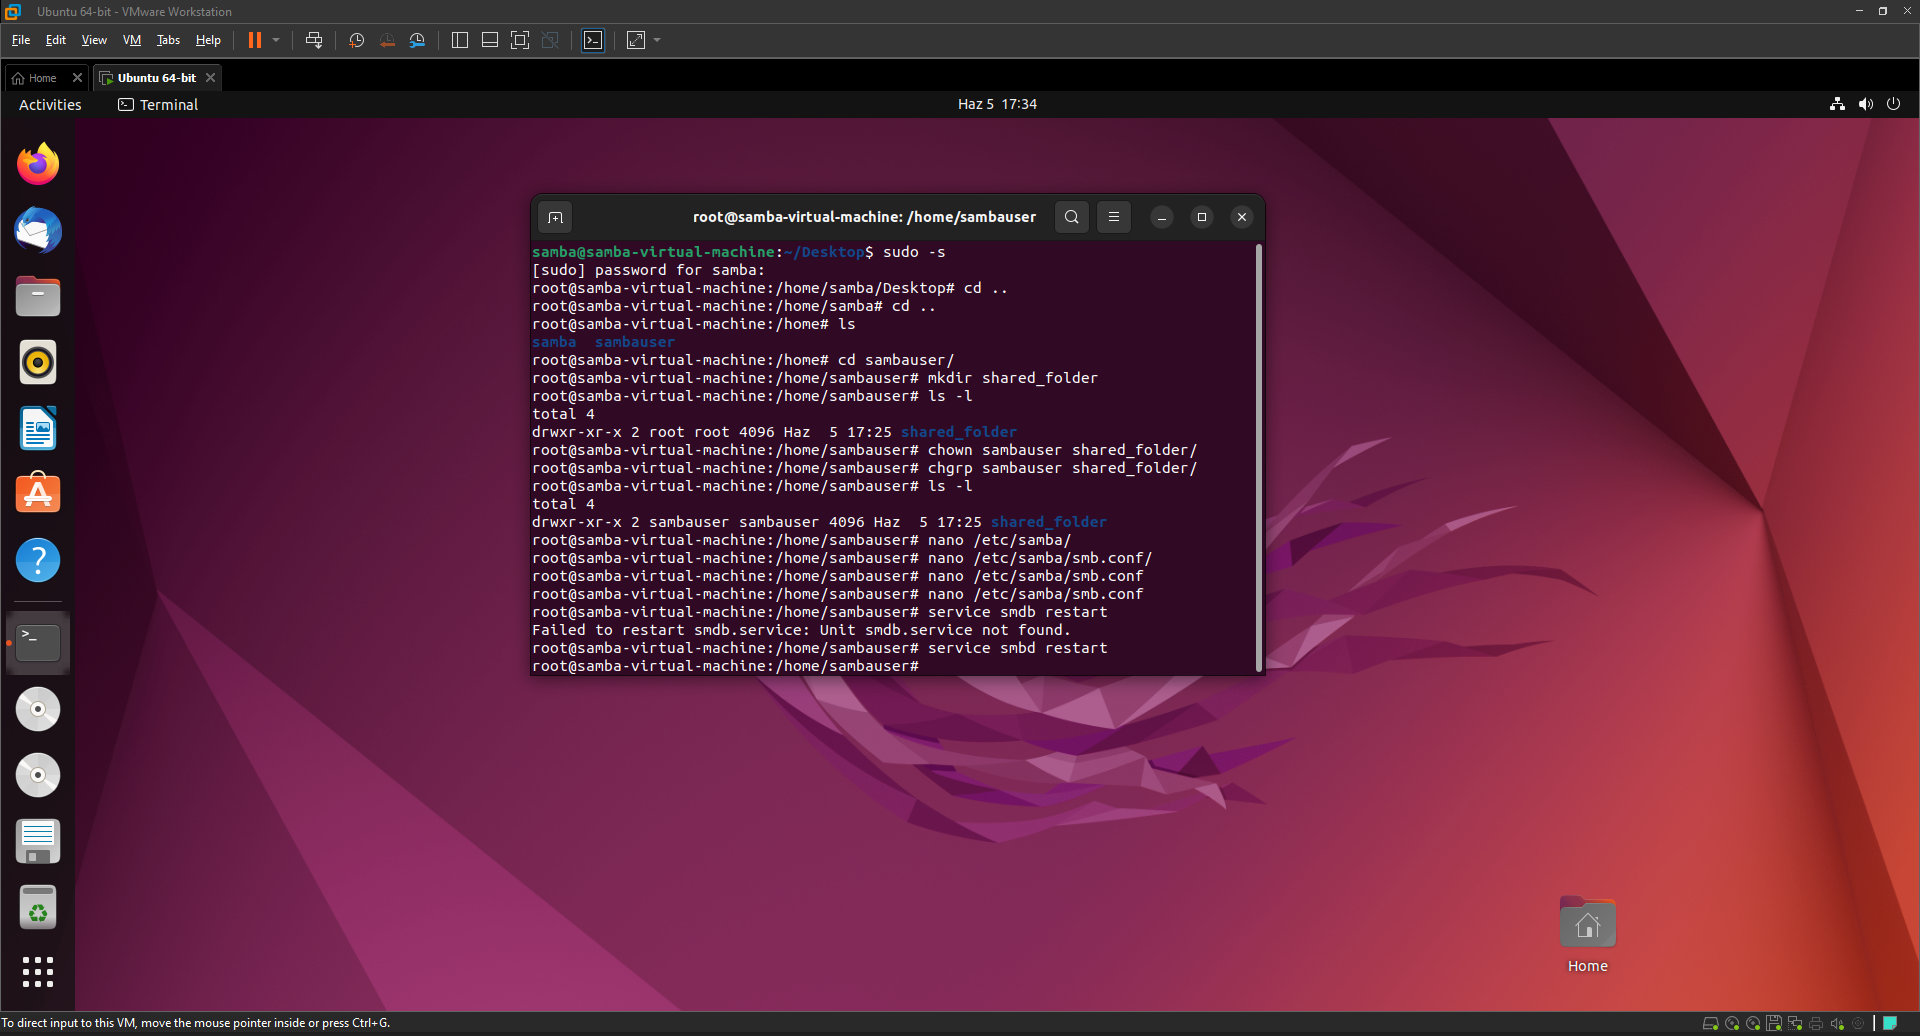 Ubuntu 64-bit - VMware Workstation
File Edit View VM Tabs Help
Home
Ubuntu 64-bit
Activities
Terminal
Haz 5 17:34
root@samba-virtual-machine: /home/sambauser
samba@samba-virtual-machine:~/Desktop$ sudo -s
[sudo] password for samba:
root@samba-virtual-machine:/home/samba/Desktop# cd ..
root@samba-virtual-machine:/home/samba# cd ..
root@samba-virtual-machine:/home# ls
samba  sambauser
root@samba-virtual-machine:/home# cd sambauser/
root@samba-virtual-machine:/home/sambauser# mkdir shared_folder
root@samba-virtual-machine:/home/sambauser# ls -l
total 4
drwxr-xr-x 2 root root 4096 Haz  5 17:25 shared_folder
root@samba-virtual-machine:/home/sambauser# chown sambauser shared_folder/
root@samba-virtual-machine:/home/sambauser# chgrp sambauser shared_folder/
root@samba-virtual-machine:/home/sambauser# ls -l
total 4
drwxr-xr-x 2 sambauser sambauser 4096 Haz  5 17:25 shared_folder
root@samba-virtual-machine:/home/sambauser# nano /etc/samba/
root@samba-virtual-machine:/home/sambauser# nano /etc/samba/smb.conf/
root@samba-virtual-machine:/home/sambauser# nano /etc/samba/smb.conf
root@samba-virtual-machine:/home/sambauser# nano /etc/samba/smb.conf
root@samba-virtual-machine:/home/sambauser# service smdb restart
Failed to restart smdb.service: Unit smdb.service not found.
root@samba-virtual-machine:/home/sambauser# service smbd restart
root@samba-virtual-machine:/home/sambauser#
Home
To direct input to this VM, move the mouse pointer inside or press Ctrl+G.